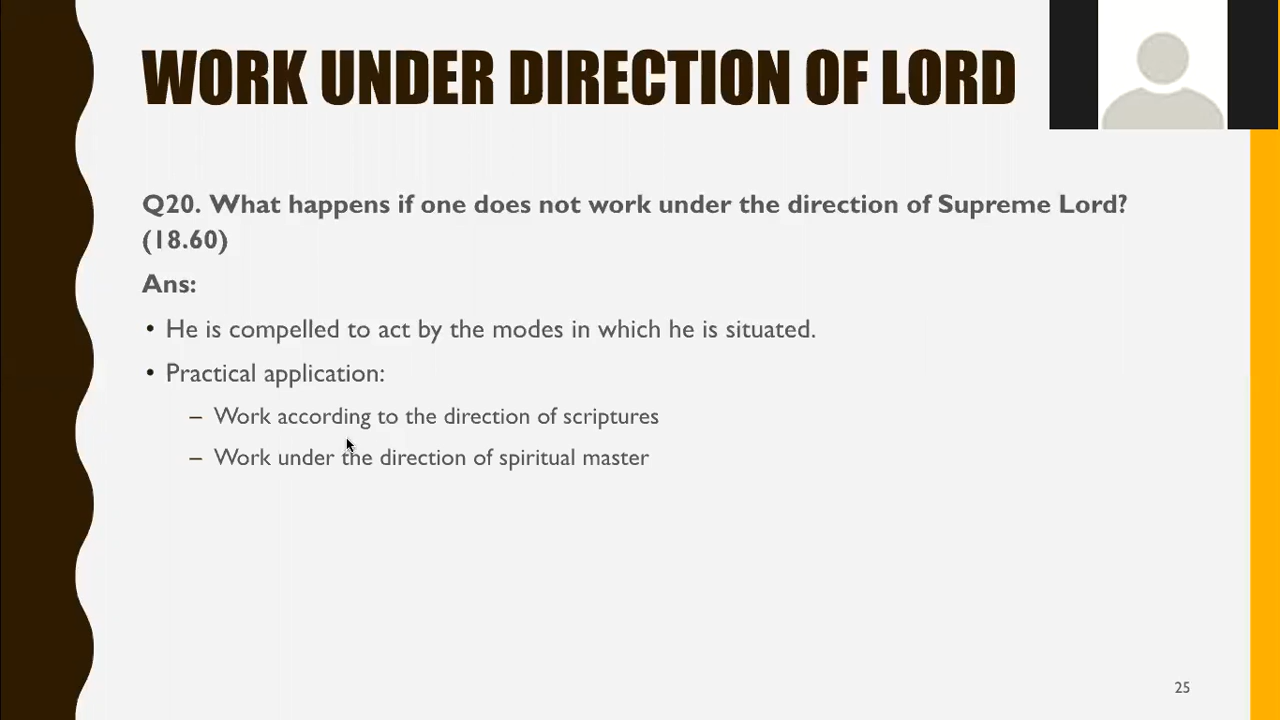 WORK UNDER DIRECTION OF LORD
Q20. What happens if one does not work under the direction of Supreme Lord?
(18.60)
Ans:
• He is compelled to act by the modes in which he is situated.
• Practical application:
– Work according to the direction of scriptures
– Work under the direction of spiritual master
25